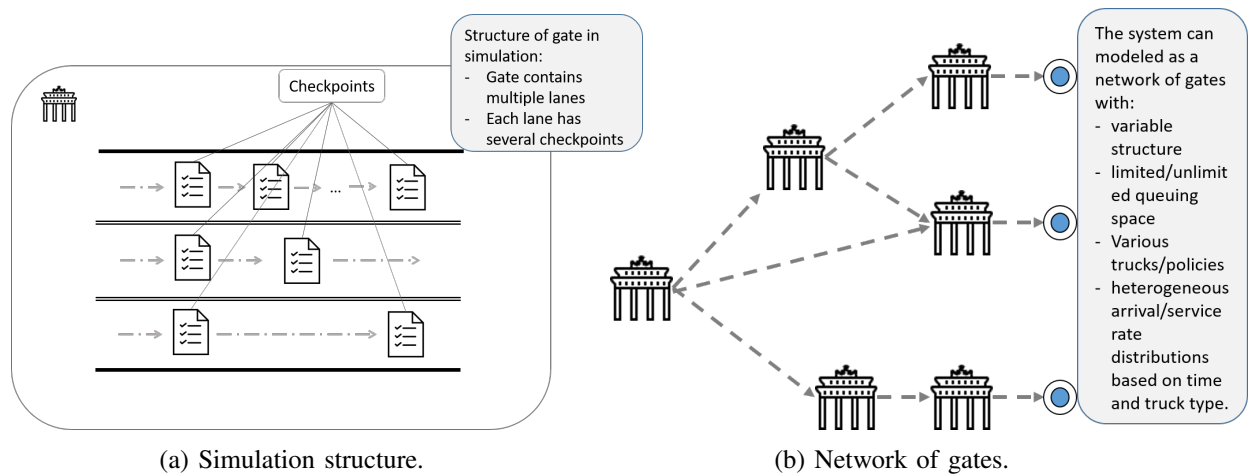 Structure of gate in
simulation:
- Gate contains
multiple lanes
- Each lane has
several checkpoints
Checkpoints
...
(a) Simulation structure.
The system can
modeled as a
network of gates
with:
- variable
structure
- limited/unlimit
ed queuing
space
- Various
trucks/policies
- heterogeneous
arrival/service
rate
distributions
based on time
and truck type.
(b) Network of gates.